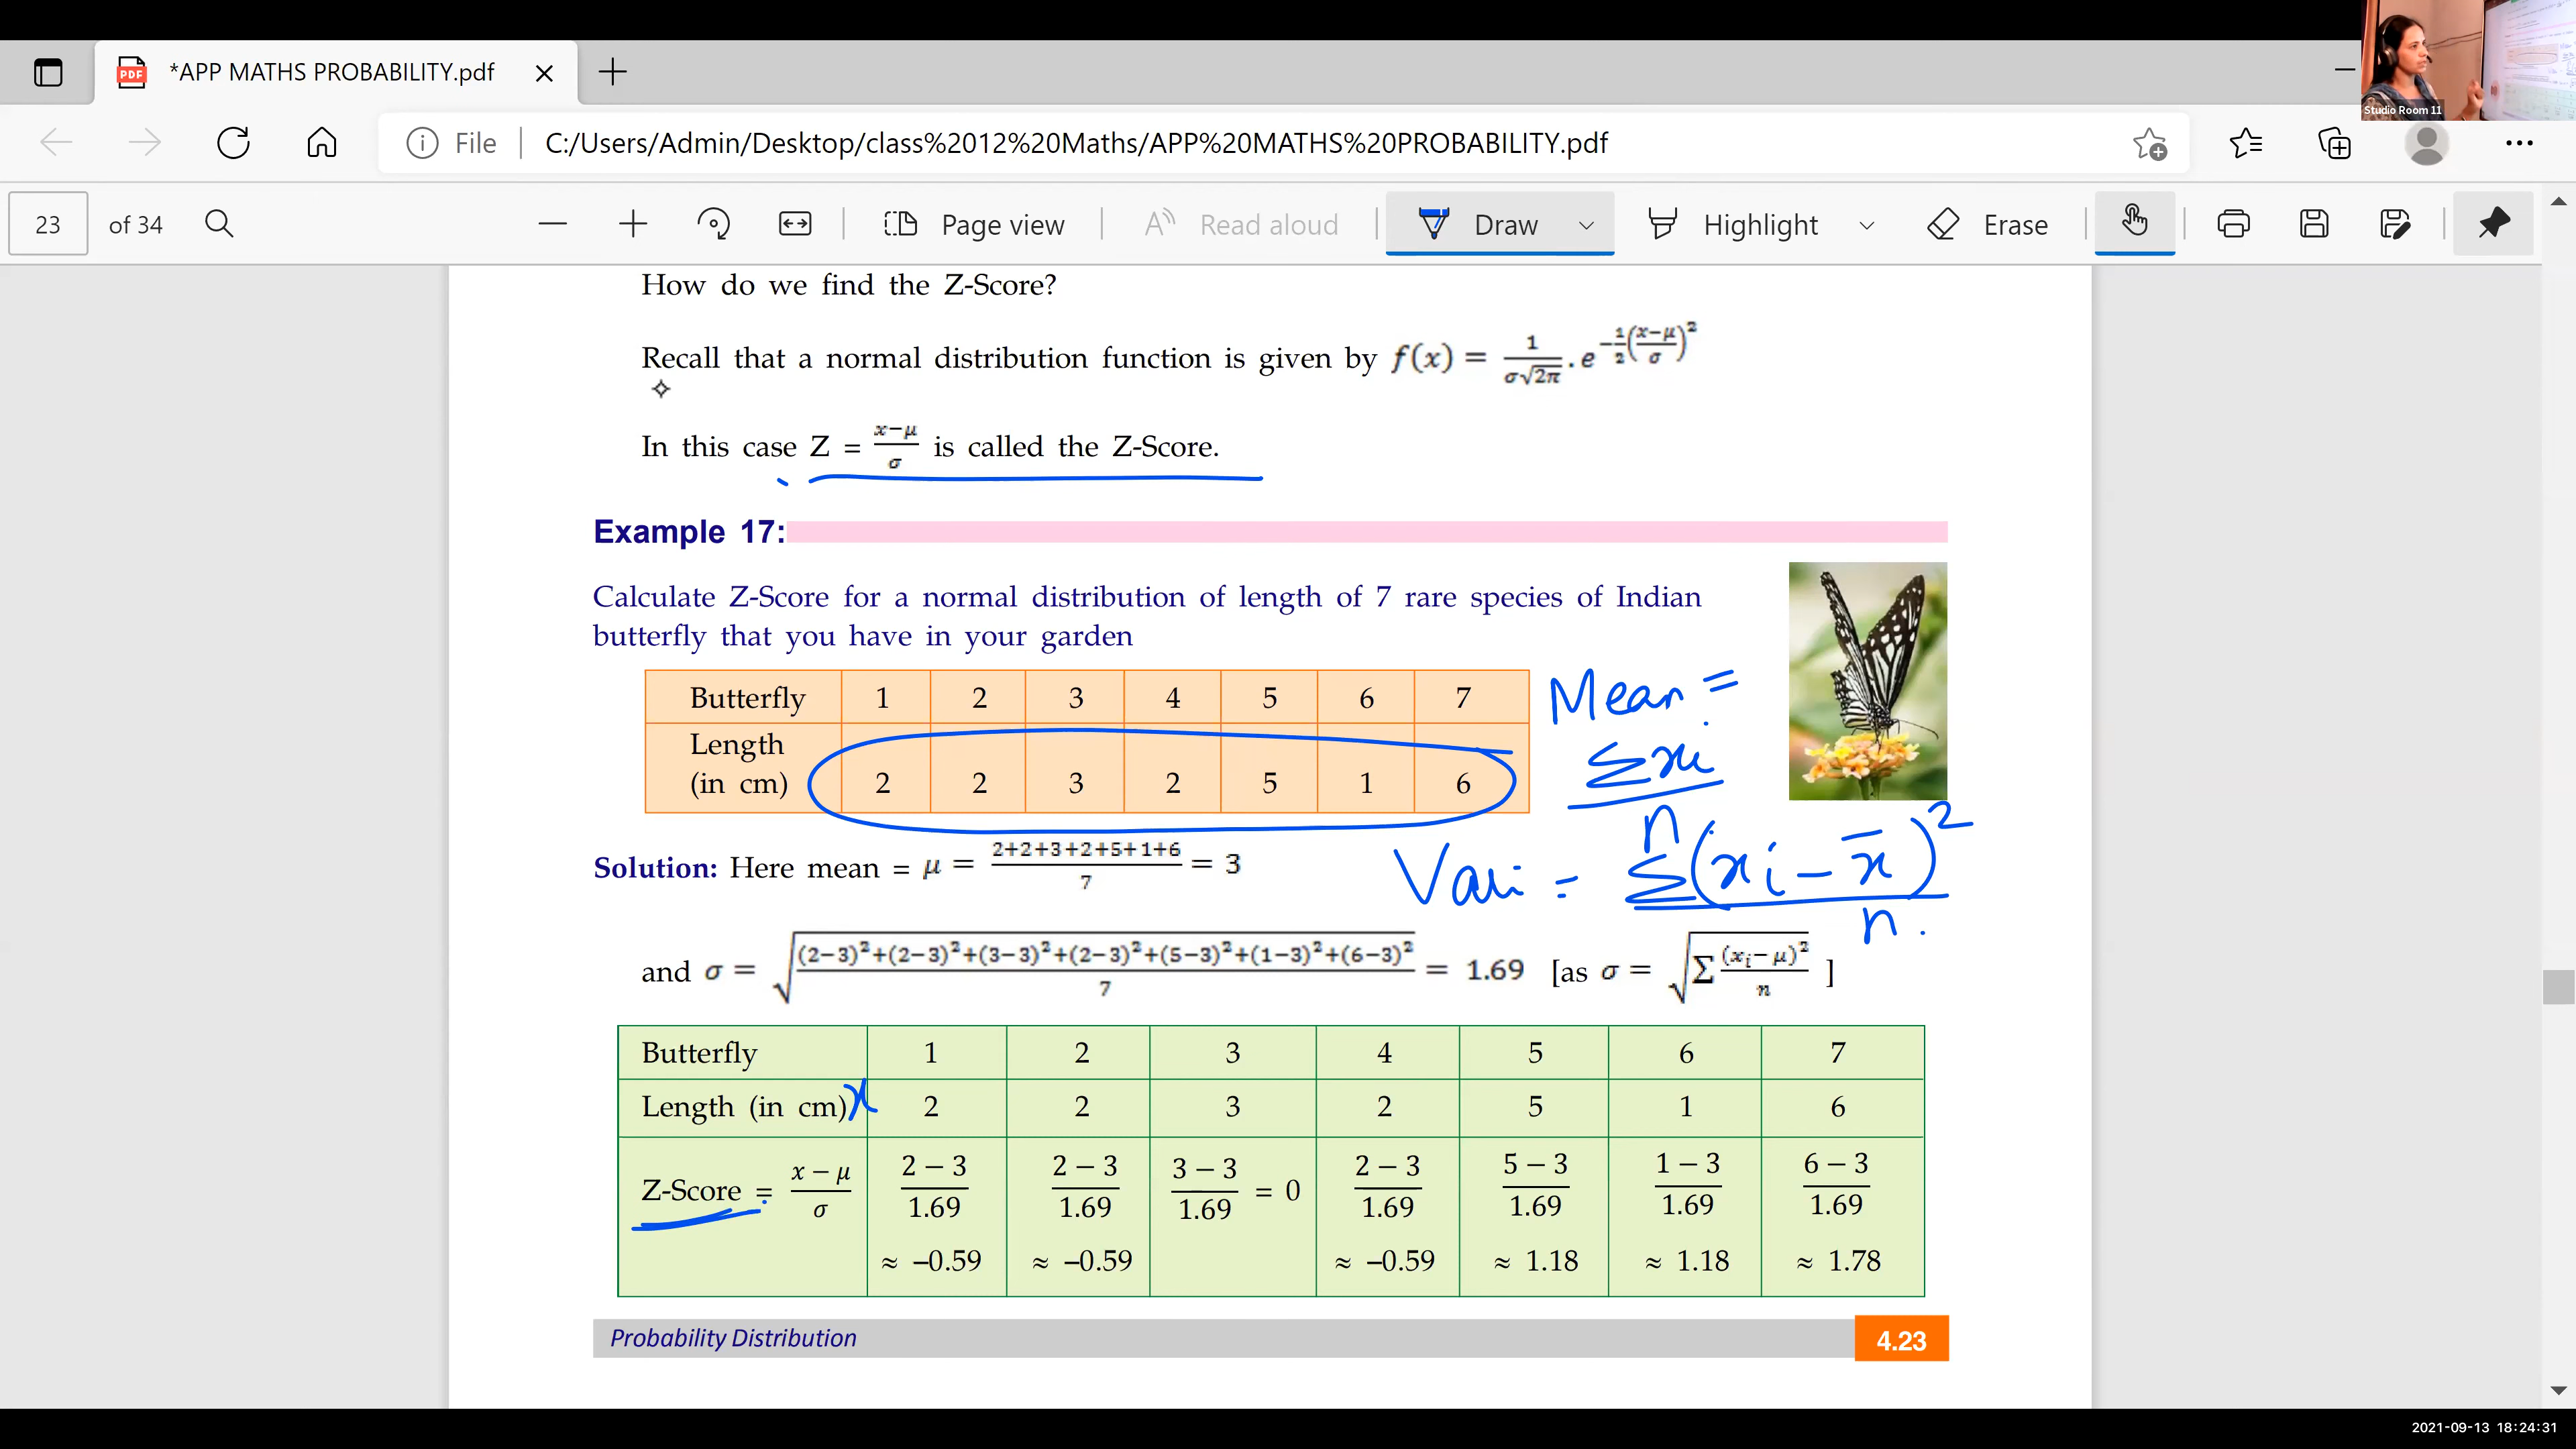 *APP MATHS PROBABILITY.pdf
Studio Room 11
File C:/Users/Admin/Desktop/class%2012%20Maths/APP%20MATHS%20PROBABILITY.pdf
23 of 34 Page view Read aloud Draw Highlight Erase
How do we find the Z-Score?
Recall that a normal distribution function is given by f(x) = 1/(σ√2π) . e^(−1/2((x−μ)/σ)²)
In this case Z = (x−μ)/σ is called the Z-Score.
Example 17:
Calculate Z-Score for a normal distribution of length of 7 rare species of Indian
butterfly that you have in your garden
Butterfly 1 2 3 4 5 6 7
Length (in cm) 2 2 3 2 5 1 6
Mean = Σxi/n
Solution: Here mean = μ = (2+2+3+2+5+1+6)/7 = 3
Vari = Σ(xi − x̄)²/n
and σ = √(((2−3)²+(2−3)²+(3−3)²+(2−3)²+(5−3)²+(1−3)²+(6−3)²)/7) = 1.69 [as σ = √(Σ(xᵢ−μ)²/n) ]
Butterfly 1 2 3 4 5 6 7
Length (in cm) x 2 2 3 2 5 1 6
Z-Score = (x − μ)/σ (2 − 3)/1.69 (2 − 3)/1.69 (3 − 3)/1.69 = 0 (2 − 3)/1.69 (5 − 3)/1.69 (1 − 3)/1.69 (6 − 3)/1.69
≈ –0.59 ≈ –0.59 ≈ –0.59 ≈ 1.18 ≈ 1.18 ≈ 1.78
Probability Distribution 4.23
2021-09-13 18:24:31